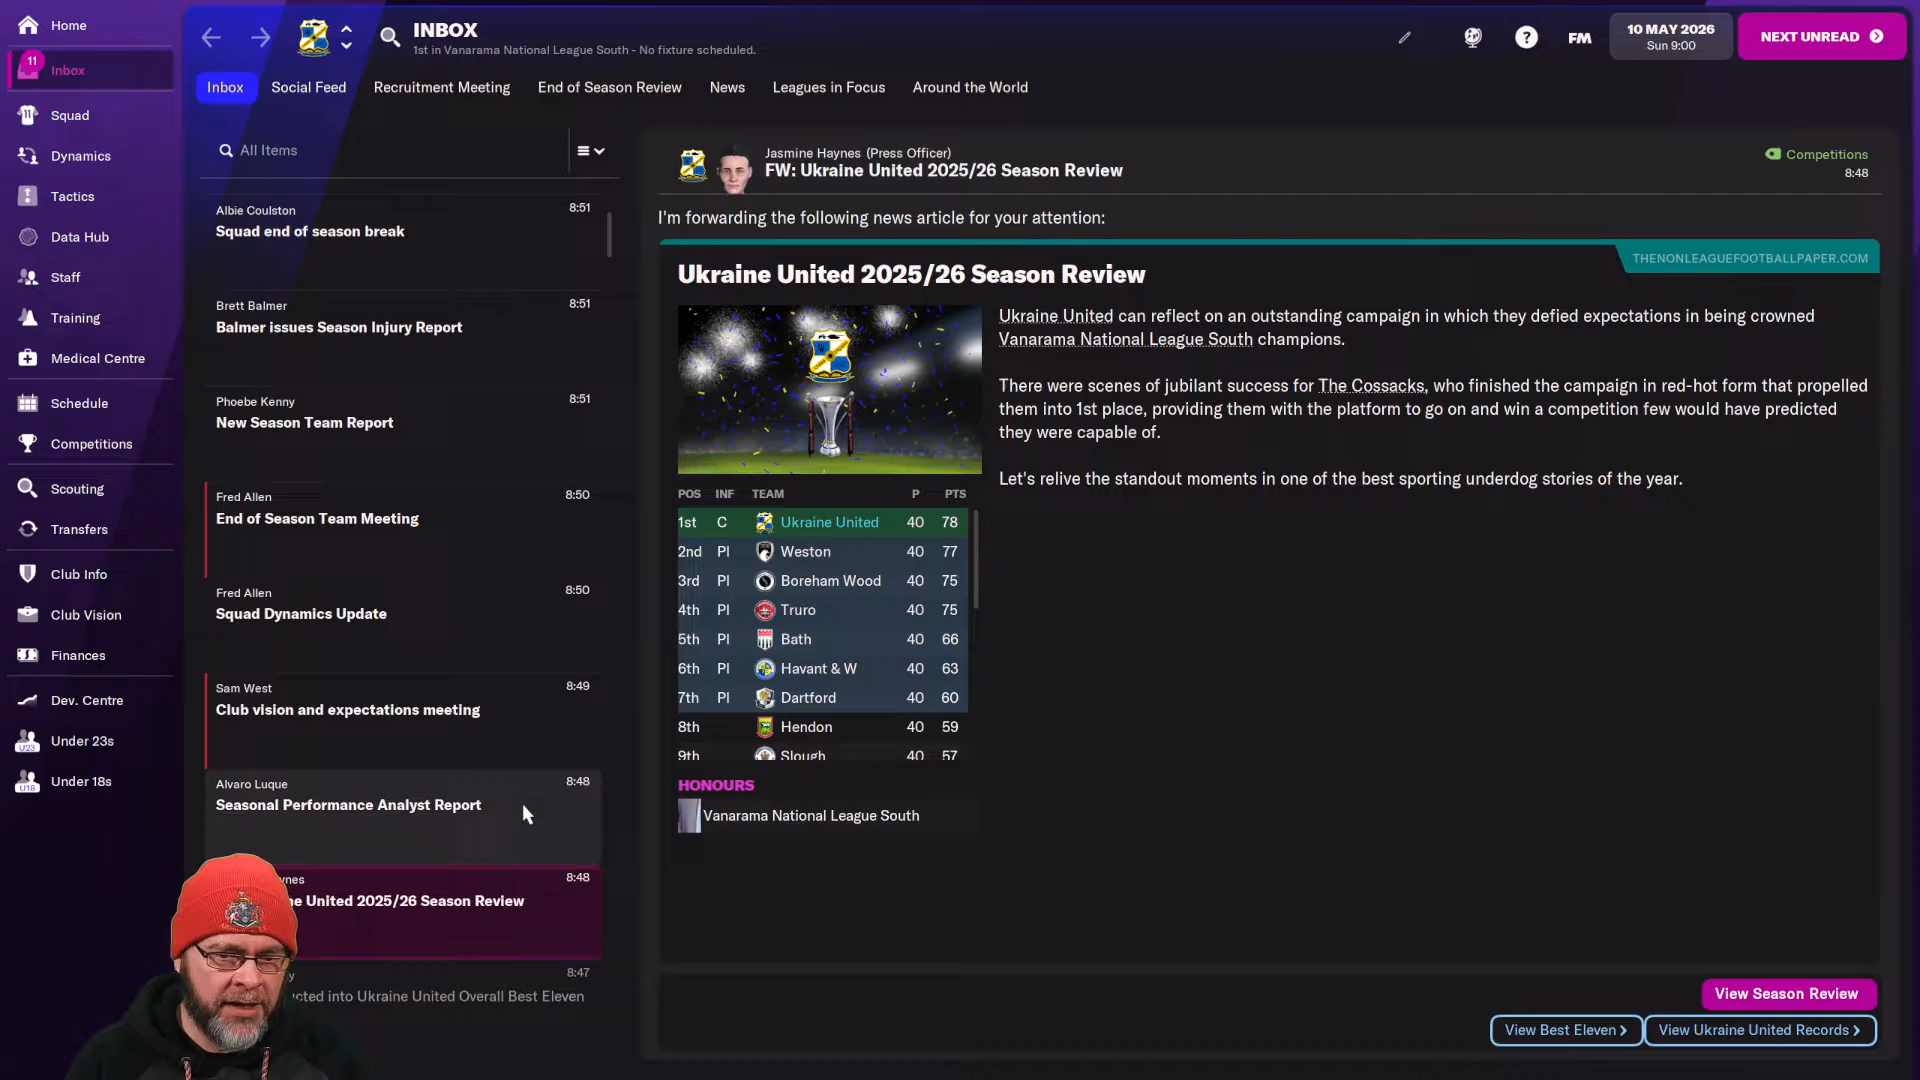 Home
11
Inbox
Squad
Dynamics
Tactics
Data Hub
Staff
Training
Medical Centre
Schedule
Competitions
Scouting
Transfers
Club Info
Club Vision
Finances
Dev. Centre
U23
Under 23s
U18
Under 18s
INBOX
1st in Vanarama National League South - No fixture scheduled.
?
FM
10 MAY 2026
Sun 9:00
NEXT UNREAD
Inbox
Social Feed
Recruitment Meeting
End of Season Review
News
Leagues in Focus
Around the World
All Items
Albie Coulston 8:51
Squad end of season break
Brett Balmer 8:51
Balmer issues Season Injury Report
Phoebe Kenny 8:51
New Season Team Report
Fred Allen 8:50
End of Season Team Meeting
Fred Allen 8:50
Squad Dynamics Update
Sam West 8:49
Club vision and expectations meeting
Alvaro Luque 8:48
Seasonal Performance Analyst Report
ynes 8:48
ne United 2025/26 Season Review
y 8:47
cted into Ukraine United Overall Best Eleven
Jasmine Haynes (Press Officer)
FW: Ukraine United 2025/26 Season Review
Competitions
8:48
I'm forwarding the following news article for your attention:
THENONLEAGUEFOOTBALLPAPER.COM
Ukraine United 2025/26 Season Review
Ukraine United can reflect on an outstanding campaign in which they defied expectations in being crowned
Vanarama National League South champions.
There were scenes of jubilant success for The Cossacks, who finished the campaign in red-hot form that propelled
them into 1st place, providing them with the platform to go on and win a competition few would have predicted
they were capable of.
Let's relive the standout moments in one of the best sporting underdog stories of the year.
POS INF TEAM P PTS
1st C Ukraine United 40 78
2nd Pl Weston 40 77
3rd Pl Boreham Wood 40 75
4th Pl Truro 40 75
5th Pl Bath 40 66
6th Pl Havant & W 40 63
7th Pl Dartford 40 60
8th Hendon 40 59
9th Slough 40 57
HONOURS
Vanarama National League South
View Season Review
View Best Eleven
View Ukraine United Records